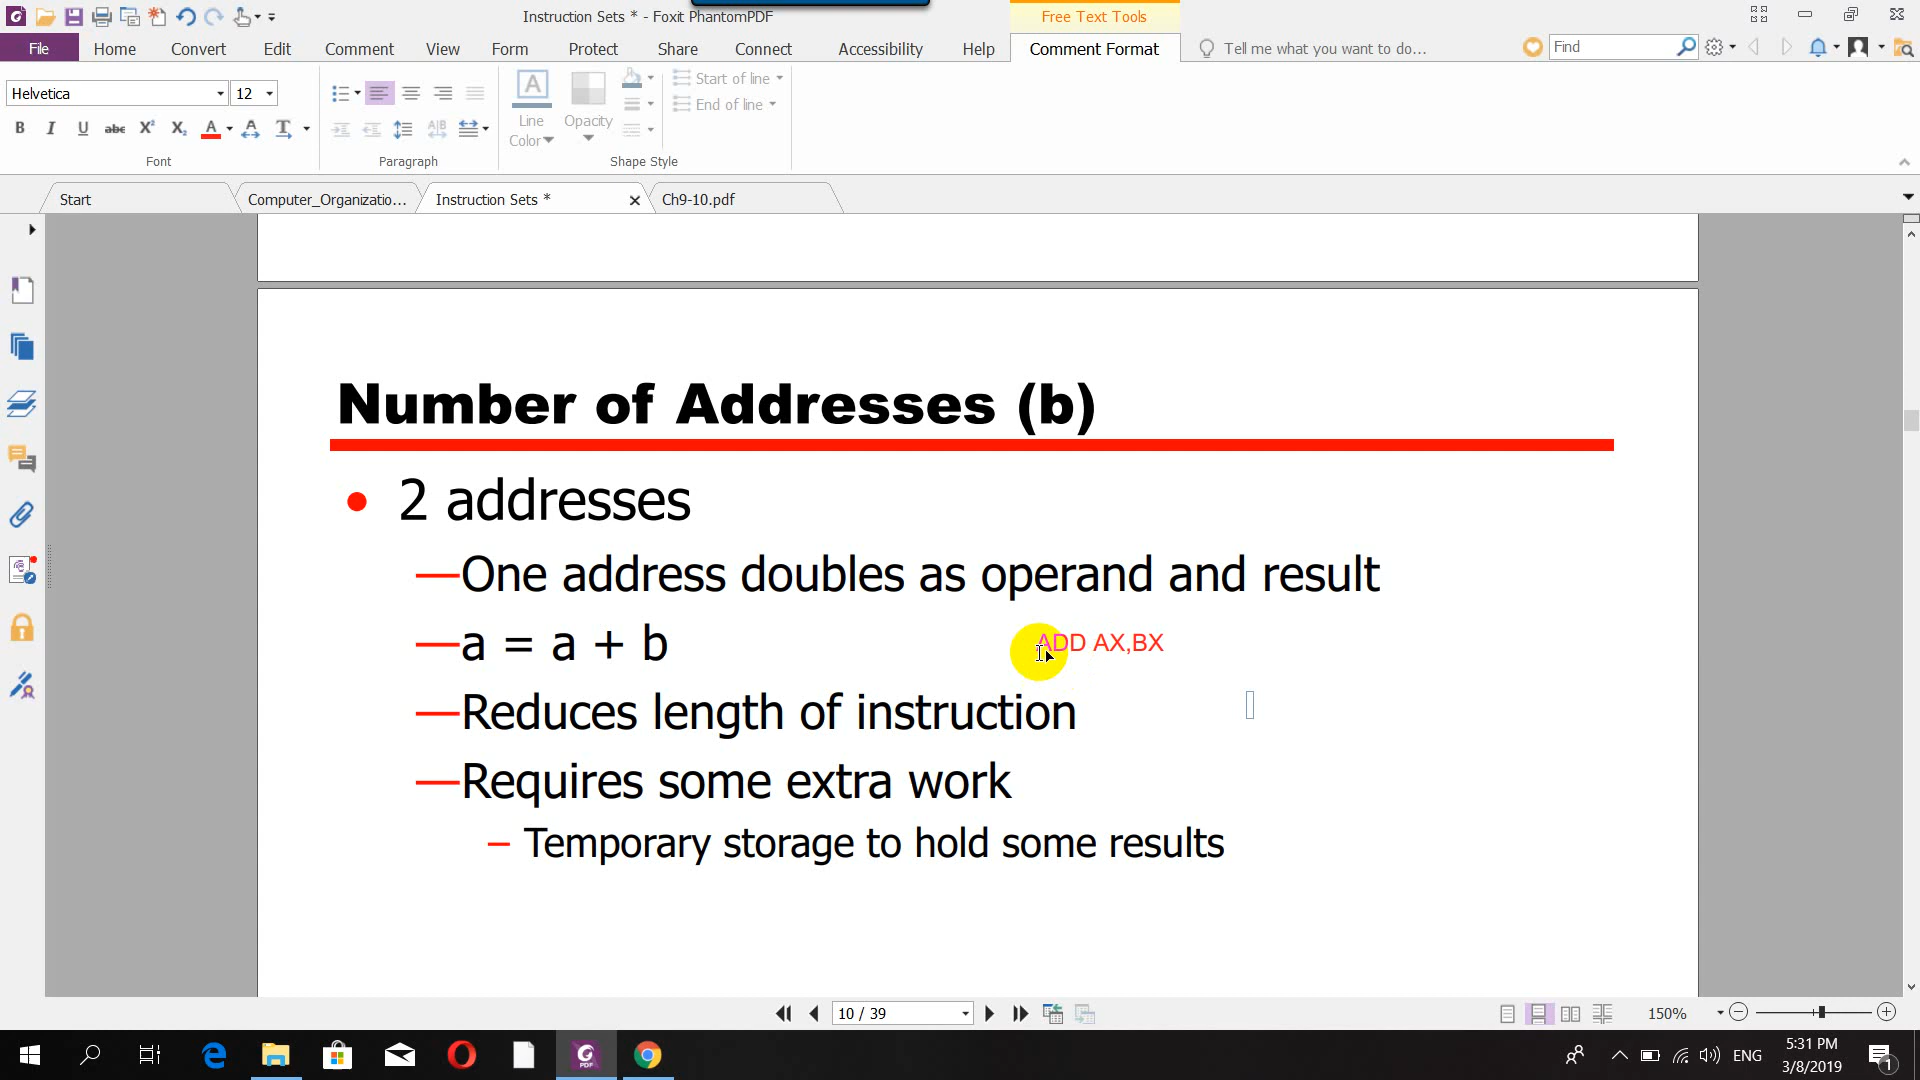 Instruction Sets * - Foxit PhantomPDF
Free Text Tools
File Home Convert Edit Comment View Form Protect Share Connect Accessibility Help Comment Format Tell me what you want to do... Find
Helvetica 12
Start of line
End of line
Line Color
Opacity
B I U abc X² X₂ A A T
Font Paragraph Shape Style
Start Computer_Organizatio... Instruction Sets * Ch9-10.pdf
Number of Addresses (b)
• 2 addresses
—One address doubles as operand and result
—a = a + b
ADD AX,BX
—Reduces length of instruction
—Requires some extra work
– Temporary storage to hold some results
10 / 39
150%
ENG
5:31 PM
3/8/2019
1